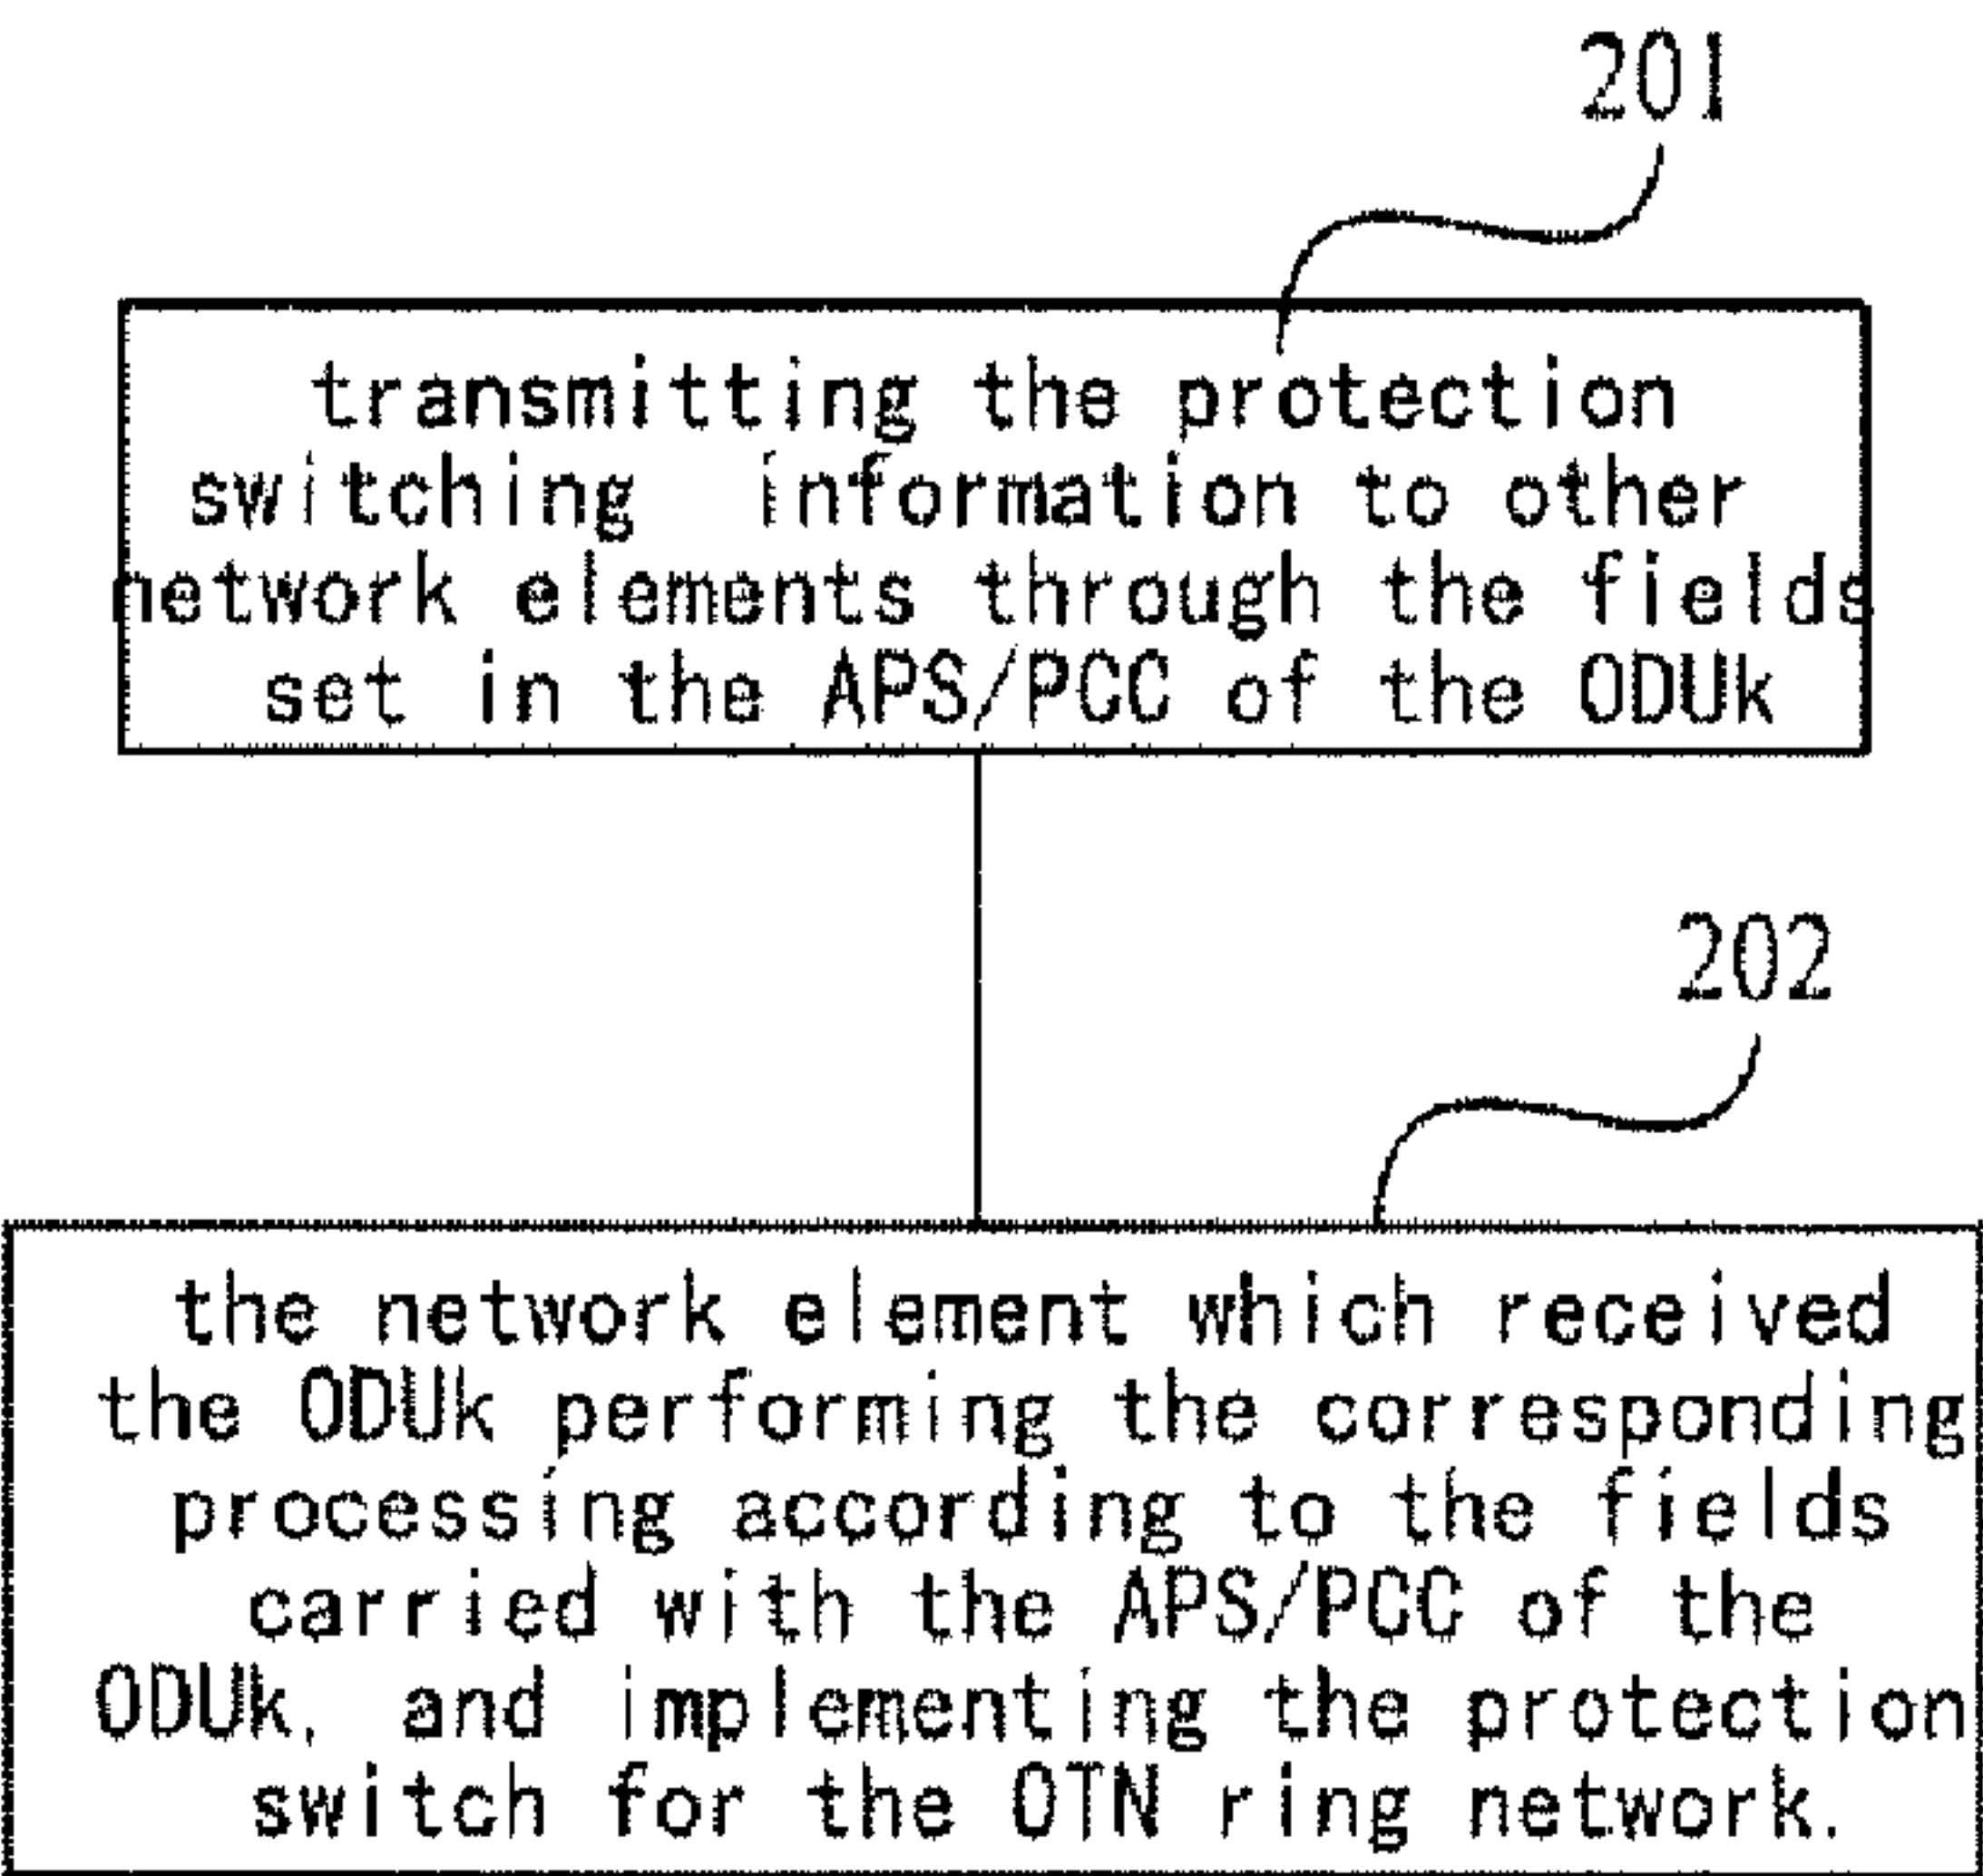 201
transmitting the protection
switching information to other
network elements through the fields
set in the APS/PCC of the ODUk
202
the network element which received
the ODUk performing the corresponding
processing according to the fields
carried with the APS/PCC of the
ODUk, and implementing the protection
switch for the OTN ring network.